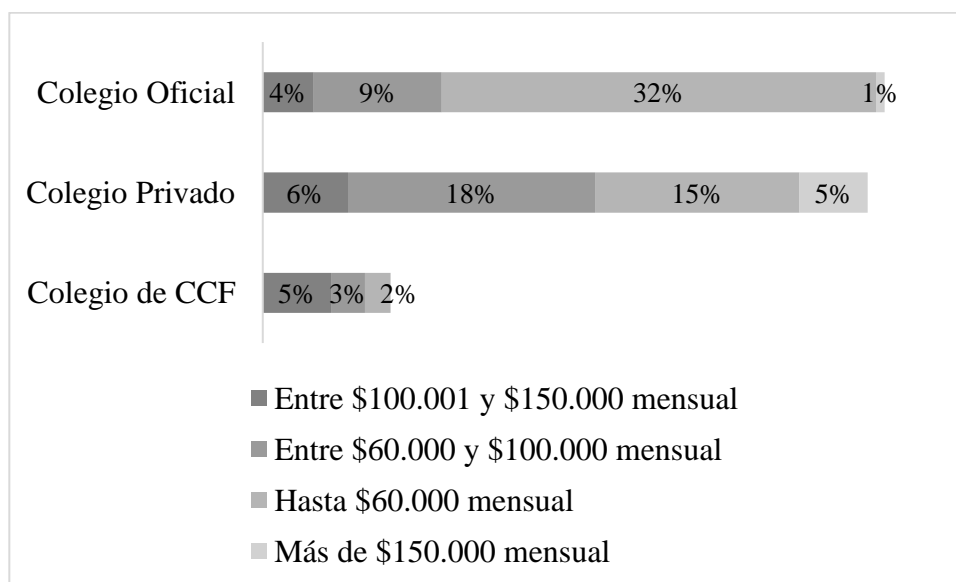 Colegio Oficial 4% 9% 32% 1%
Colegio Privado 6% 18% 15% 5%
Colegio de CCF 5% 3% 2%
Entre $100.001 y $150.000 mensual
Entre $60.000 y $100.000 mensual
Hasta $60.000 mensual
Más de $150.000 mensual